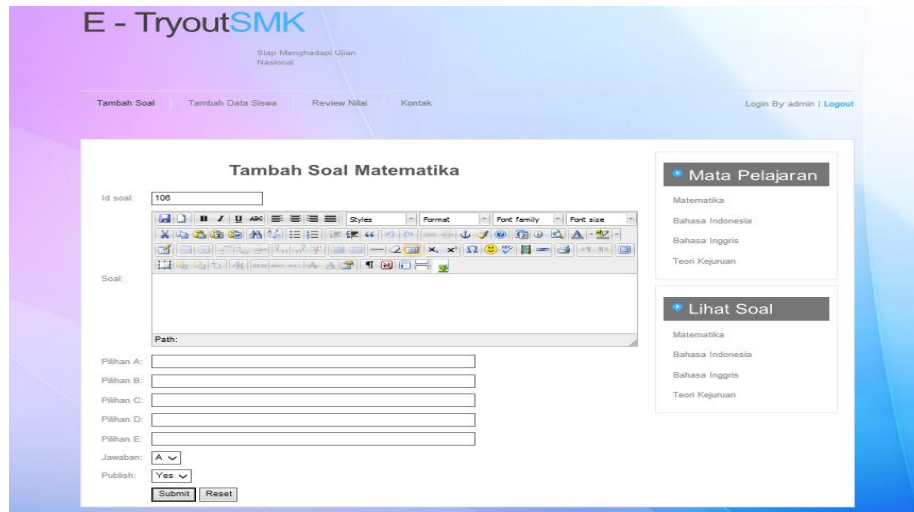 E - TryoutSMK
Siap Menghadapi Ujian
Nasional
Tambah Soal Tambah Data Siswa Review Nilai Kontak Login By admin | Logout
Tambah Soal Matematika
Id soal: 106
Styles Format Font family Font size
Soal:
Path:
Pilihan A:
Pilihan B:
Pilihan C:
Pilihan D:
Pilihan E:
Jawaban: A
Publish: Yes
Submit Reset
Mata Pelajaran
Matematika
Bahasa Indonesia
Bahasa Inggris
Teori Kejuruan
Lihat Soal
Matematika
Bahasa Indonesia
Bahasa Inggris
Teori Kejuruan